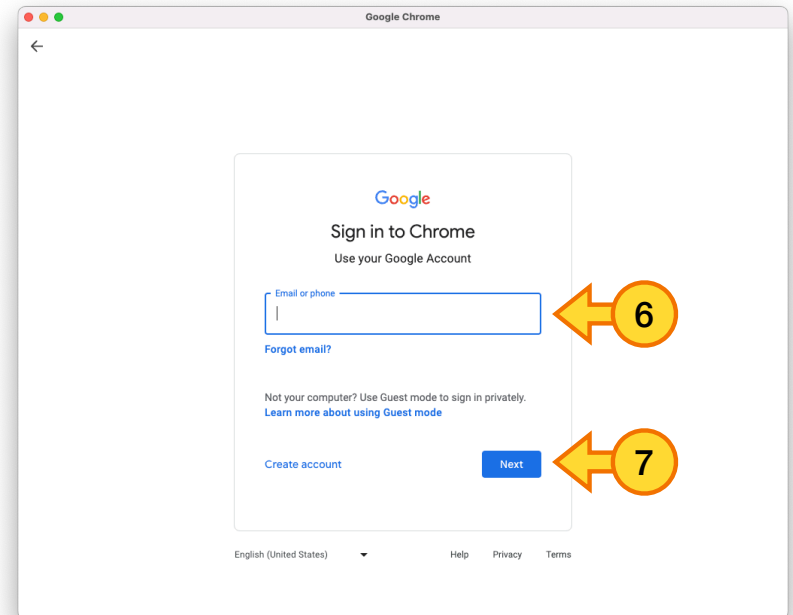 Google Chrome
Google
Sign in to Chrome
Use your Google Account
Email or phone
6
Forgot email?
Not your computer? Use Guest mode to sign in privately.
Learn more about using Guest mode
Create account
Next
7
English (United States)
Help
Privacy
Terms